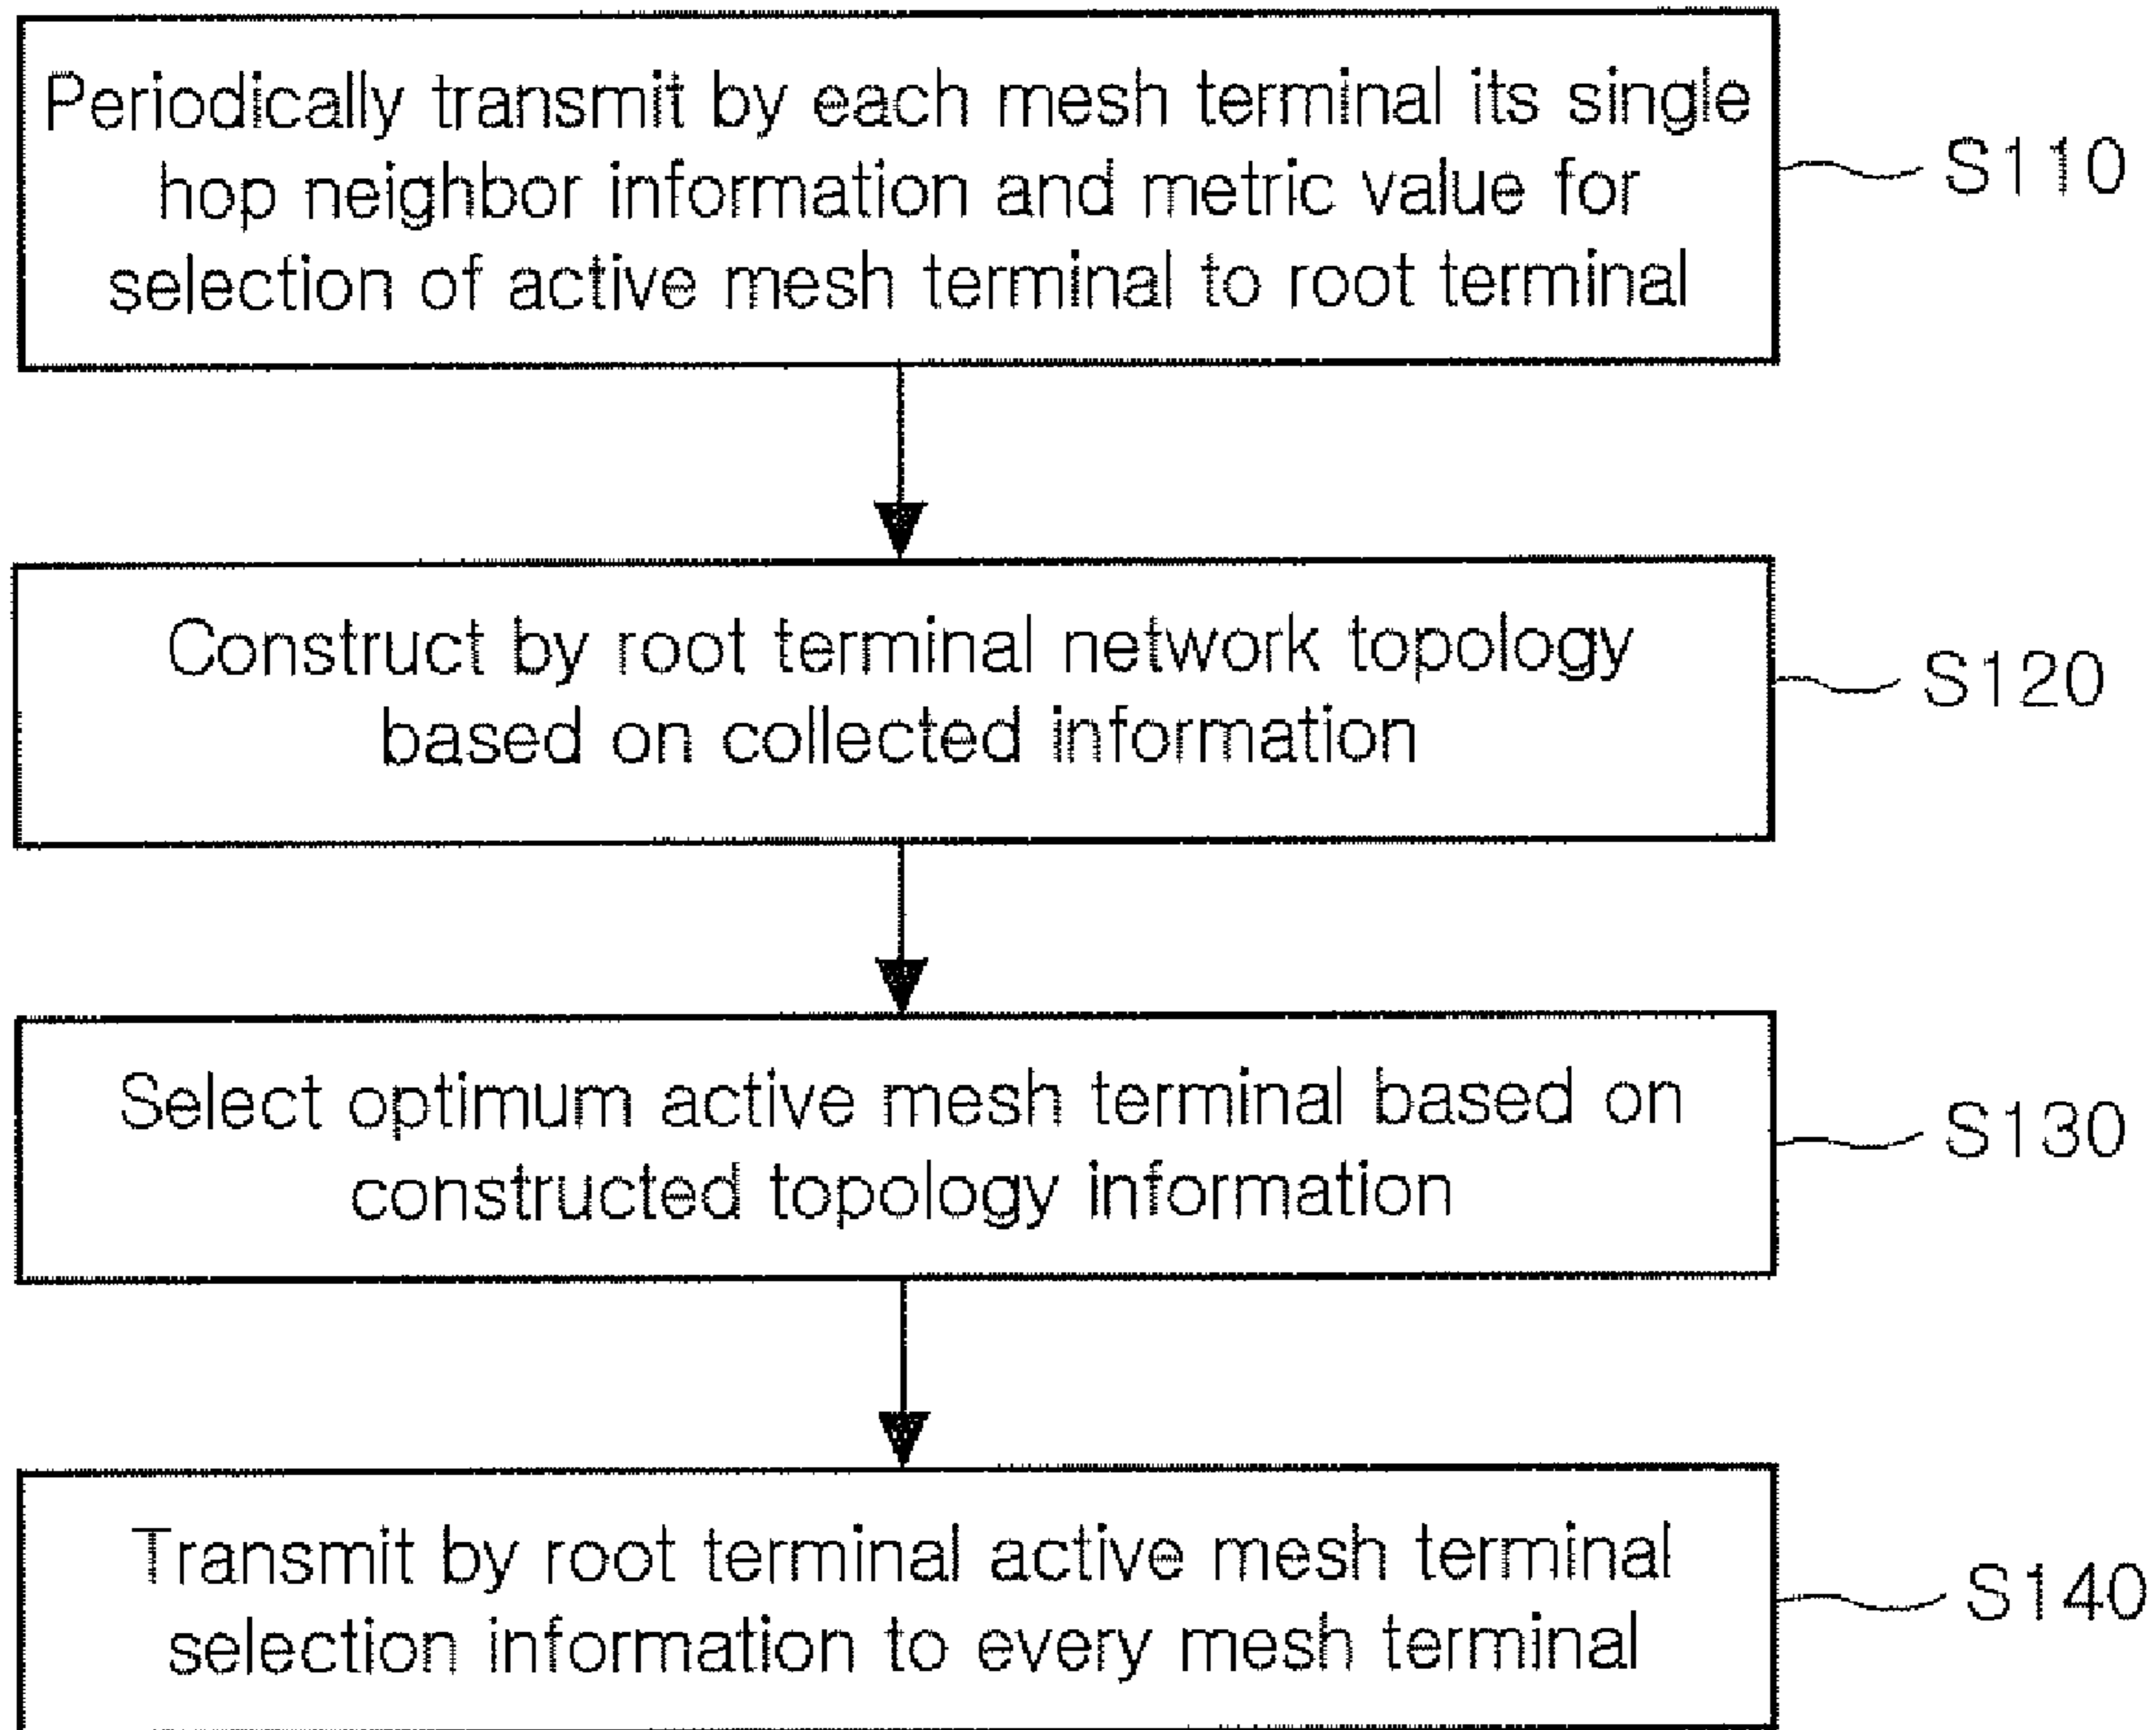 Periodically transmit by each mesh terminal its single
hop neighbor information and metric value for
selection of active mesh terminal to root terminal
S110
Construct by root terminal network topology
based on collected information
S120
Select optimum active mesh terminal based on
constructed topology information
S130
Transmit by root terminal active mesh terminal
selection information to every mesh terminal
S140